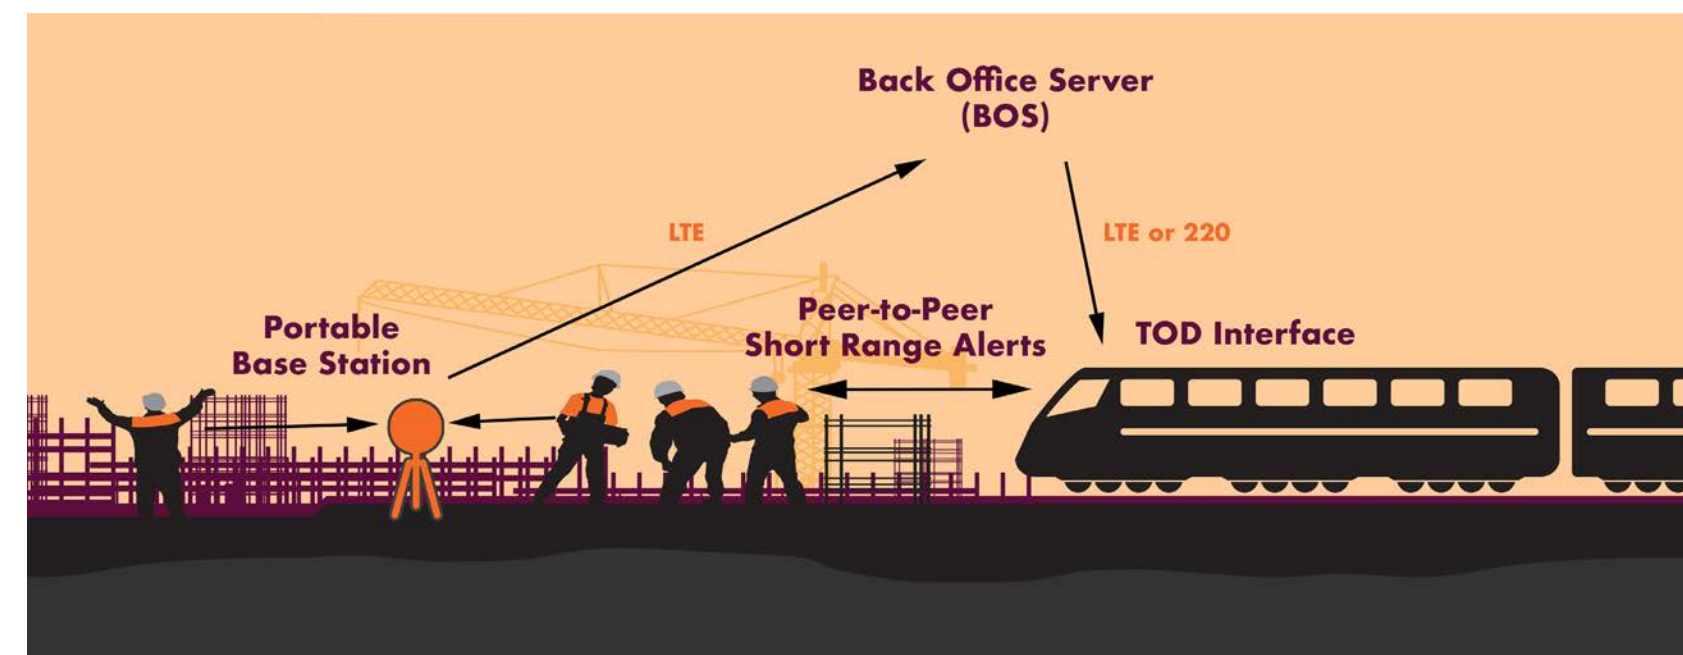 Back Office Server
(BOS)
LTE
LTE or 220
Portable
Base Station
Peer-to-Peer
Short Range Alerts
TOD Interface